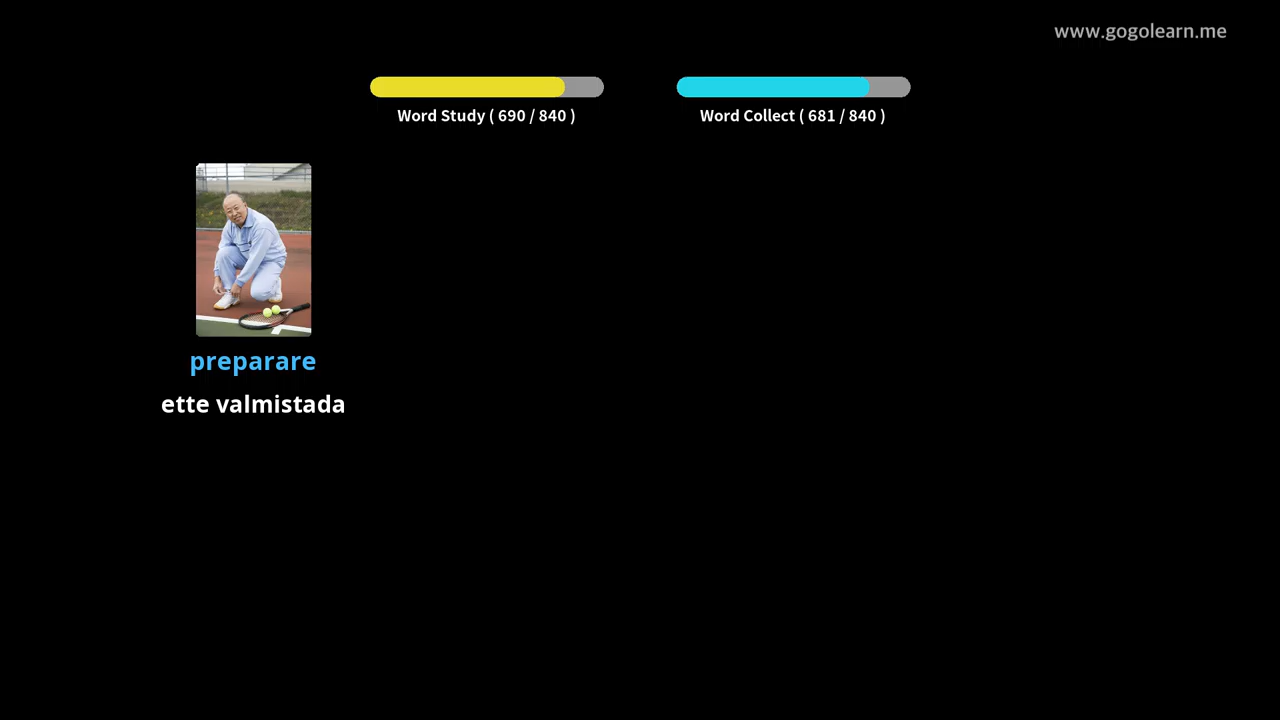 www.gogolearn.me
Word Study ( 690 / 840 )
Word Collect ( 681 / 840 )
preparare
ette valmistada